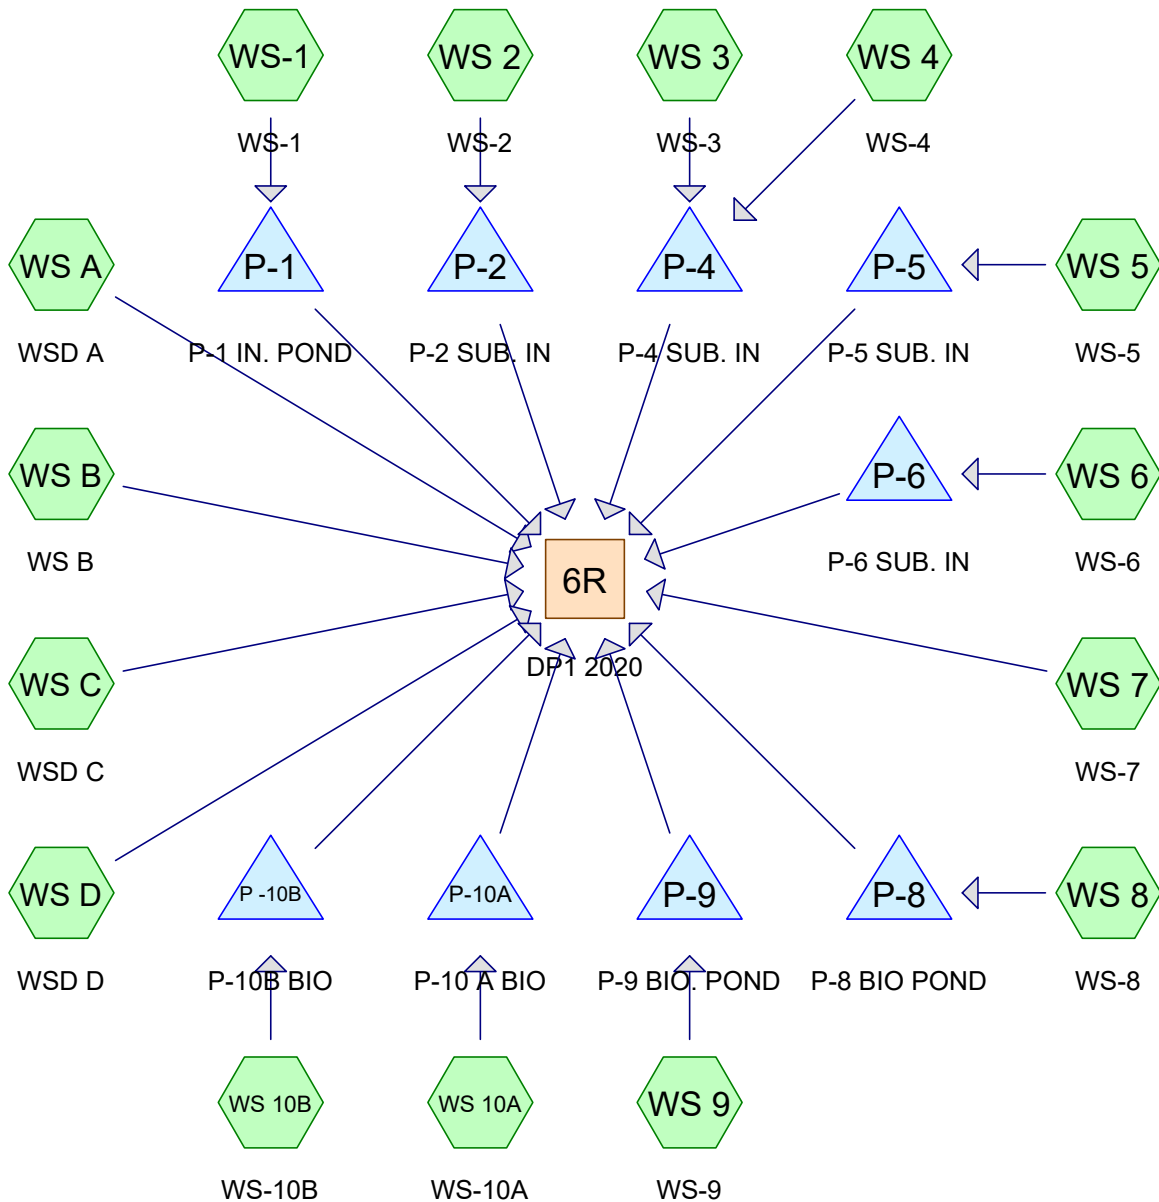 WS-1
WS 2
WS 3
WS 4
WS-1
WS-2
WS-3
WS-4
WS A
P-1
P-2
P-4
P-5
WS 5
WSD A
P-1 IN. POND
P-2 SUB. IN
P-4 SUB. IN
P-5 SUB. IN
WS-5
WS B
P-6
WS 6
WS B
P-6 SUB. IN
WS-6
6R
DP1 2020
WS C
WS 7
WSD C
WS-7
WS D
P -10B
P-10A
P-9
P-8
WS 8
WSD D
P-10B BIO
P-10 A BIO
P-9 BIO. POND
P-8 BIO POND
WS-8
WS 10B
WS 10A
WS 9
WS-10B
WS-10A
WS-9